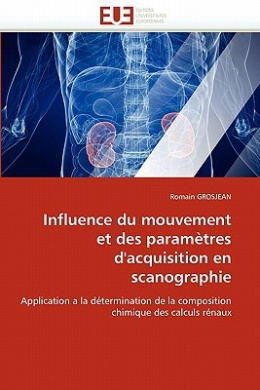 EUE
EDITIONS
UNIVERSITAIRES
EUROPEENNES
Romain GROSJEAN
Influence du mouvement
et des paramètres
d'acquisition en
scanographie
Application a la détermination de la composition
chimique des calculs rénaux